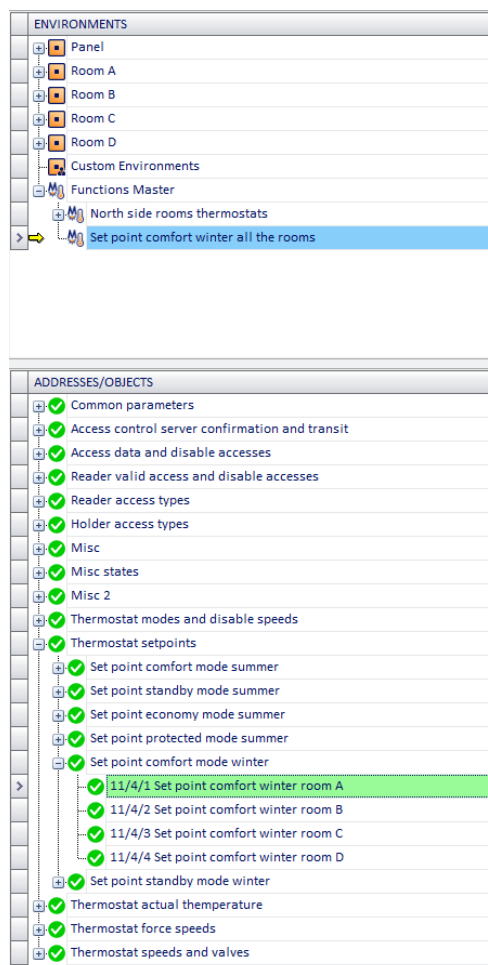 ENVIRONMENTS
Panel
Room A
Room B
Room C
Room D
Custom Environments
Functions Master
North side rooms thermostats
Set point comfort winter all the rooms
ADDRESSES/OBJECTS
Common parameters
Access control server confirmation and transit
Access data and disable accesses
Reader valid access and disable accesses
Reader access types
Holder access types
Misc
Misc states
Misc 2
Thermostat modes and disable speeds
Thermostat setpoints
Set point comfort mode summer
Set point standby mode summer
Set point economy mode summer
Set point protected mode summer
Set point comfort mode winter
11/4/1 Set point comfort winter room A
11/4/2 Set point comfort winter room B
11/4/3 Set point comfort winter room C
11/4/4 Set point comfort winter room D
Set point standby mode winter
Thermostat actual themperature
Thermostat force speeds
Thermostat speeds and valves